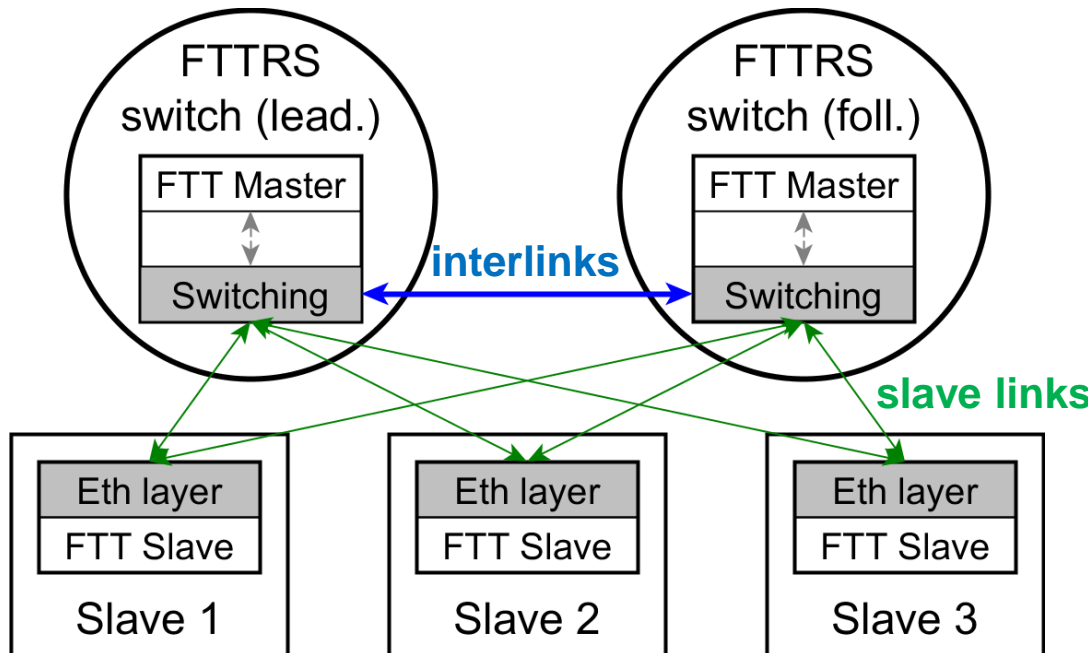 FTTRS
switch (lead.)
FTT Master
Switching
FTTRS
switch (foll.)
FTT Master
Switching
interlinks
slave links
Eth layer
FTT Slave
Slave 1
Eth layer
FTT Slave
Slave 2
Eth layer
FTT Slave
Slave 3